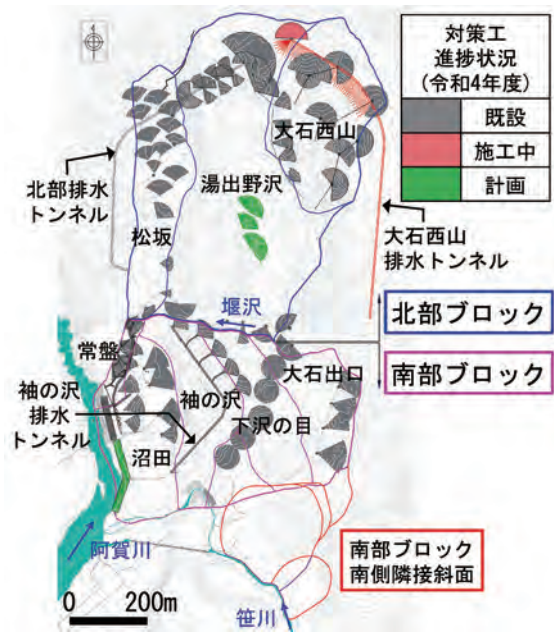 対策工
進捗状況
(令和4年度)
既設
施工中
計画
大石西山
湯出野沢
北部排水
トンネル
松坂
大石西山
排水トンネル
堰沢
北部ブロック
南部ブロック
常盤
大石出口
袖の沢
排水
トンネル
袖の沢
下沢の目
沼田
阿賀川
南部ブロック
南側隣接斜面
0 200m
笹川